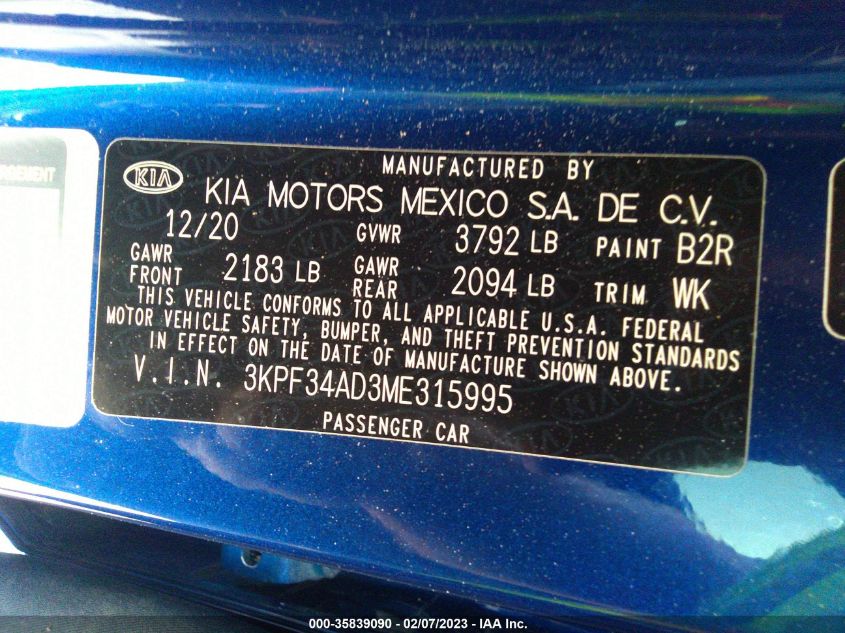 RGEMENT
MANUFACTURED BY
KIA KIA MOTORS MEXICO S.A. DE C.V.
12/20 GVWR 3792 LB PAINT B2R
GAWR FRONT 2183 LB GAWR REAR 2094 LB TRIM WK
THIS VEHICLE CONFORMS TO ALL APPLICABLE U.S.A. FEDERAL
MOTOR VEHICLE SAFETY, BUMPER, AND THEFT PREVENTION STANDARDS
IN EFFECT ON THE DATE OF MANUFACTURE SHOWN ABOVE.
V.I.N. 3KPF34AD3ME315995
PASSENGER CAR
000-35839090 - 02/07/2023 - IAA Inc.